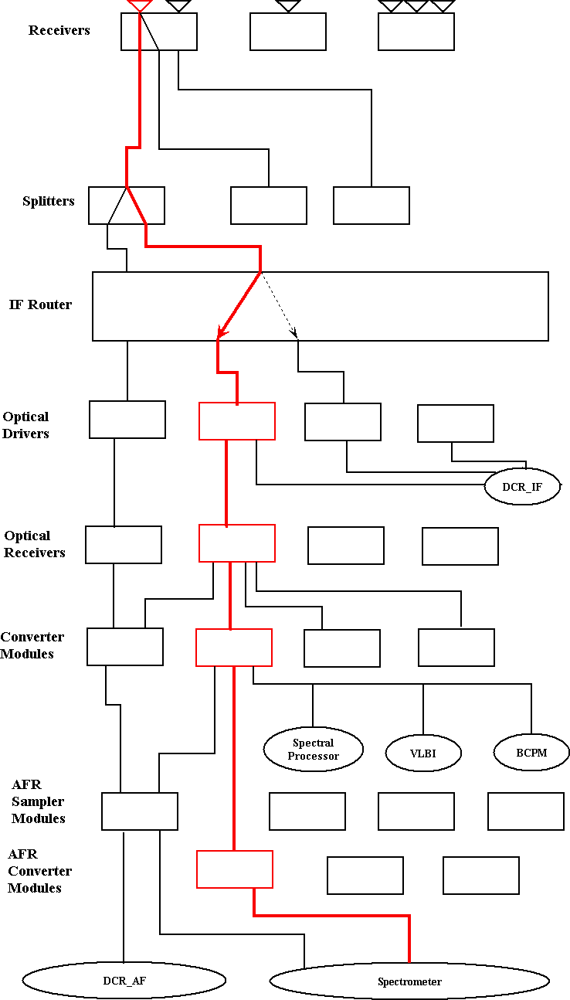 Receivers
Splitters
IF Router
Optical
Drivers
DCR_IF
Optical
Receivers
Converter
Modules
Spectral
Processor
VLBI
BCPM
AFR
Sampler
Modules
AFR
Converter
Modules
DCR_AF
Spectrometer